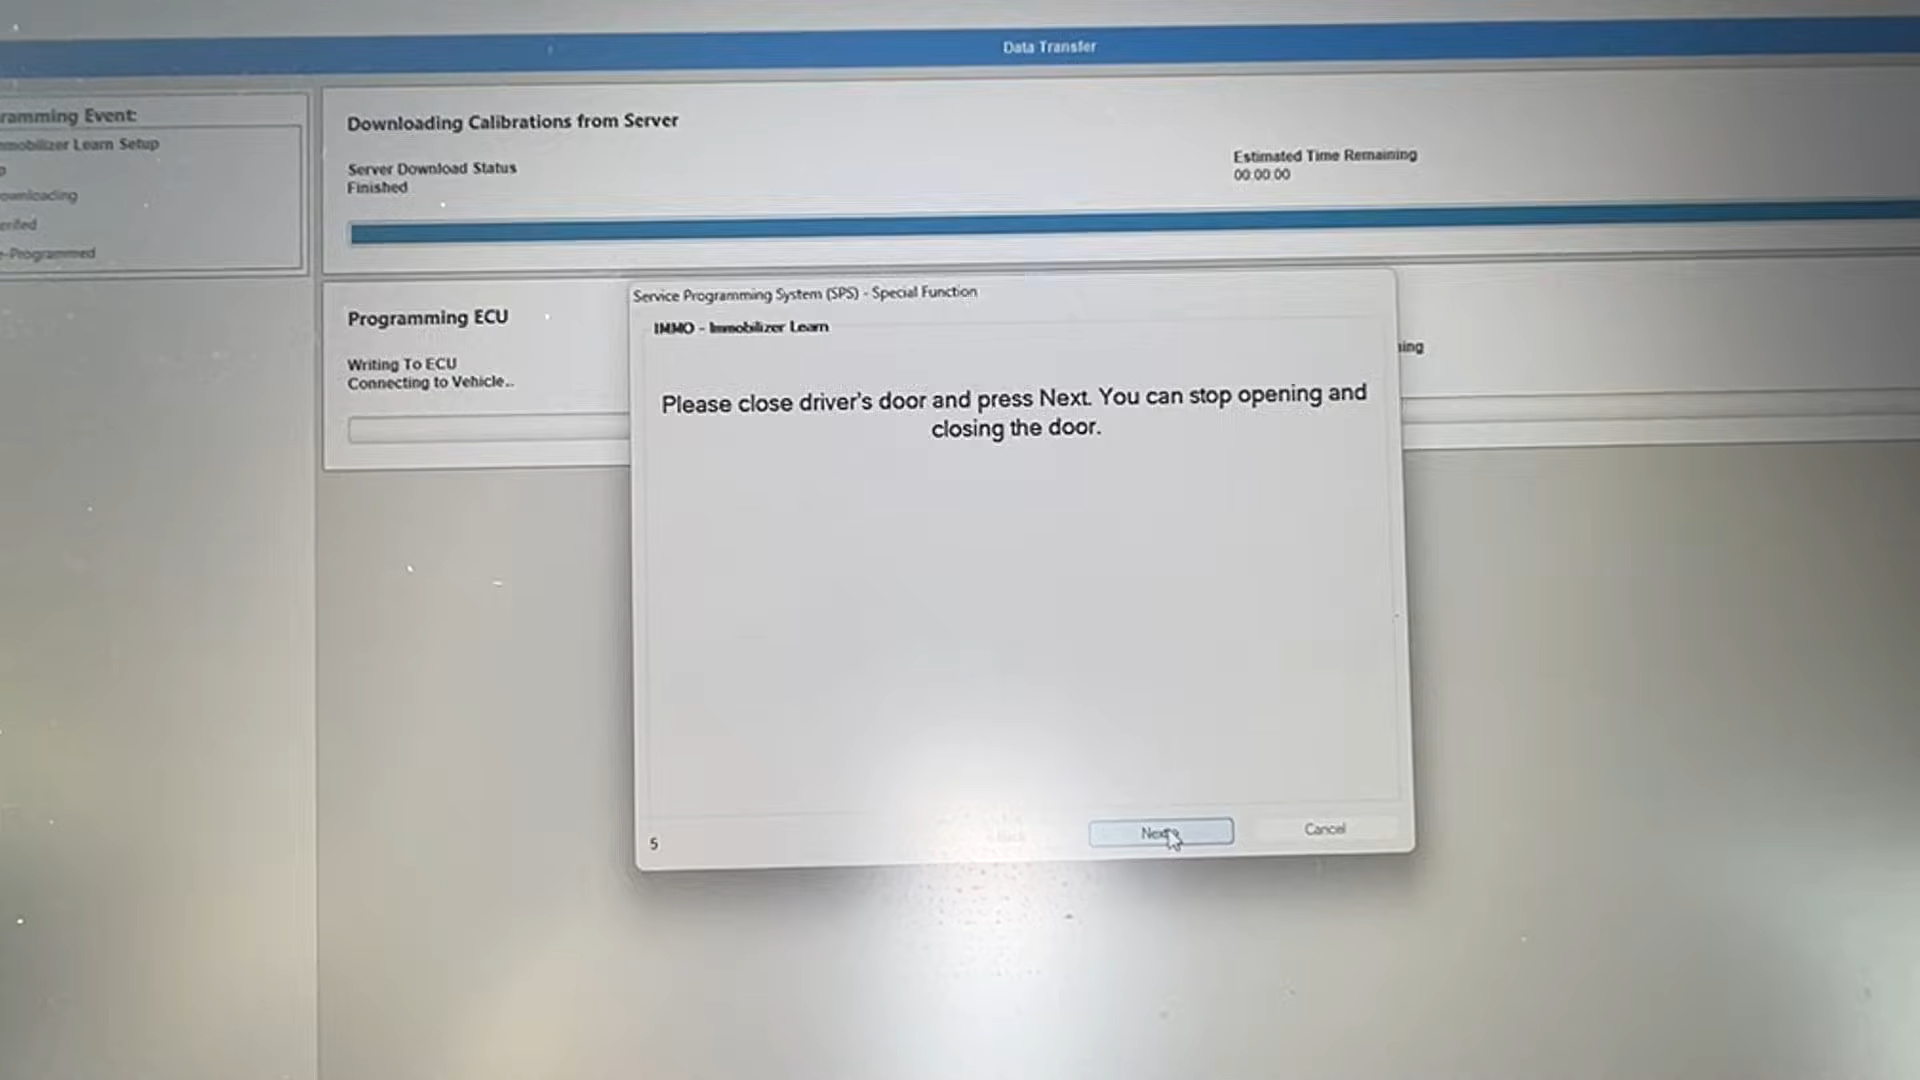 Data Transfer
ramming Event:
mmobilizer Learn Setup
p
ownloading
erified
e-Programmed
Downloading Calibrations from Server
Server Download Status
Finished
Estimated Time Remaining
00:00:00
Programming ECU
Writing To ECU
Connecting to Vehicle..
ning
Service Programming System (SPS) - Special Function
IMMO - Immobilizer Learn
Please close driver's door and press Next. You can stop opening and
closing the door.
5
Back
Next
Cancel